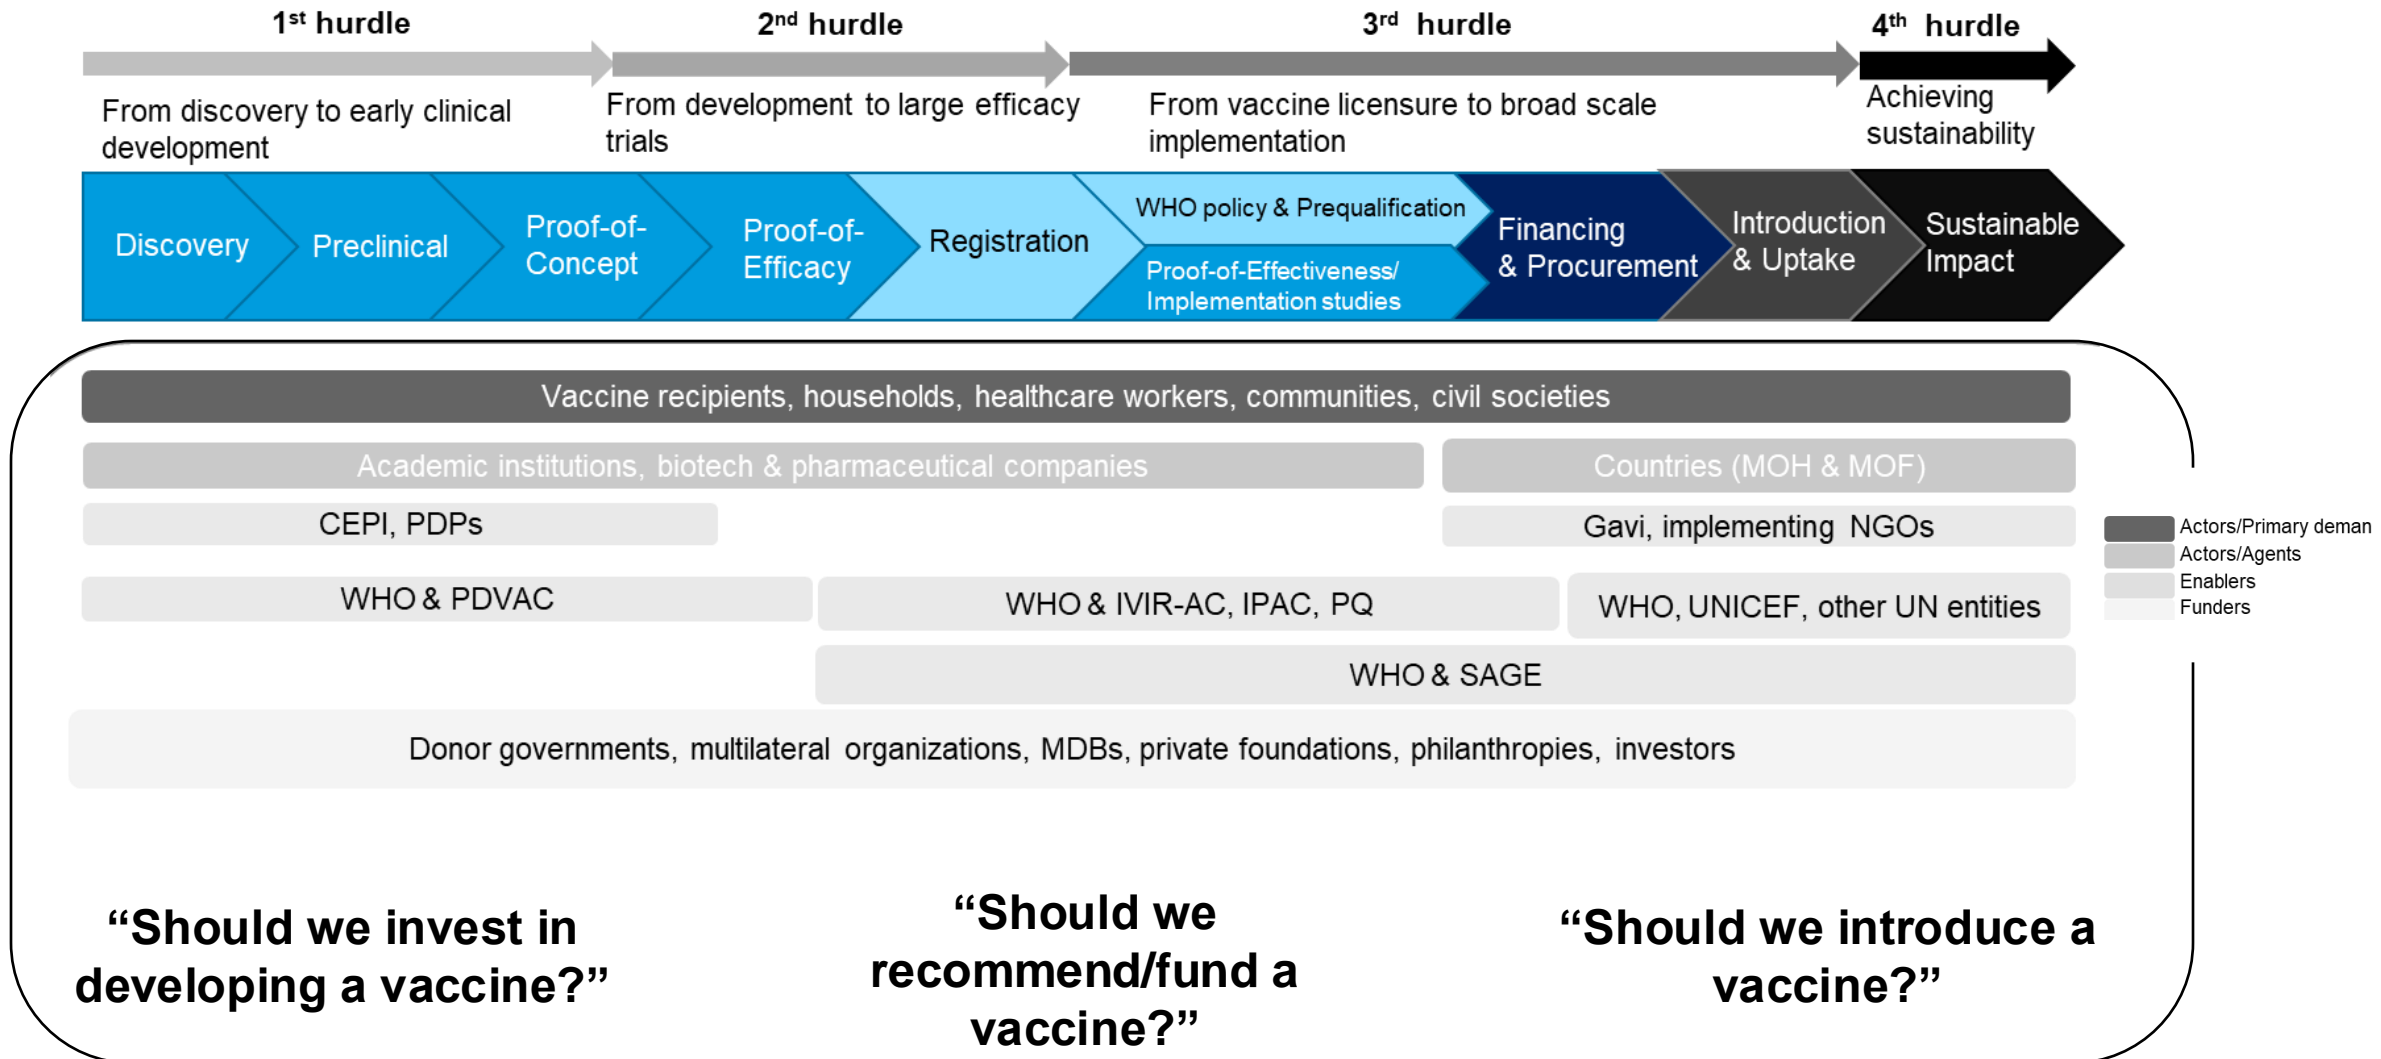 1st hurdle
2nd hurdle
3rd hurdle
4th hurdle
From discovery to early clinical
development
From development to large efficacy
trials
From vaccine licensure to broad scale
implementation
Achieving
sustainability
Discovery
Preclinical
Proof-of-
Concept
Proof-of-
Efficacy
Registration
WHO policy & Prequalification
Proof-of-Effectiveness/
Implementation studies
Financing
& Procurement
Introduction
& Uptake
Sustainable
Impact
Vaccine recipients, households, healthcare workers, communities, civil societies
Academic institutions, biotech & pharmaceutical companies
Countries (MOH & MOF)
CEPI, PDPs
Gavi, implementing NGOs
WHO & PDVAC
WHO & IVIR-AC, IPAC, PQ
WHO, UNICEF, other UN entities
WHO & SAGE
Donor governments, multilateral organizations, MDBs, private foundations, philanthropies, investors
Actors/Primary deman
Actors/Agents
Enablers
Funders
“Should we invest in
developing a vaccine?”
“Should we
recommend/fund a
vaccine?”
“Should we introduce a
vaccine?”